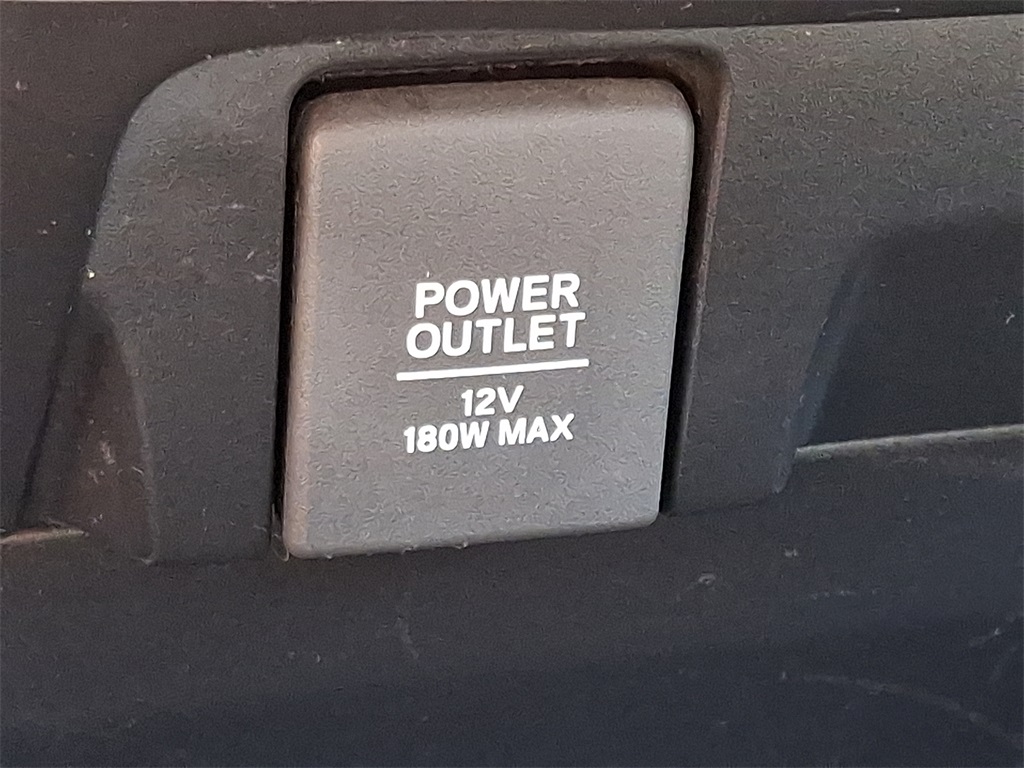 POWER
OUTLET
12V
180W MAX